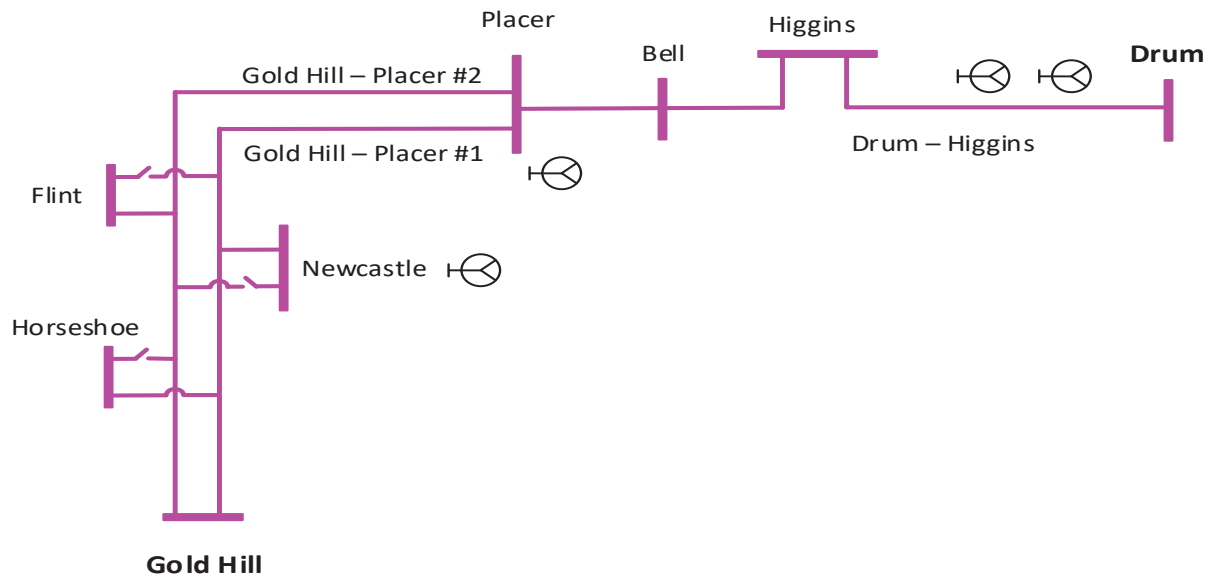 Placer
Higgins
Bell
Drum
Gold Hill – Placer #2
Drum – Higgins
Gold Hill – Placer #1
Flint
Newcastle
Horseshoe
Gold Hill